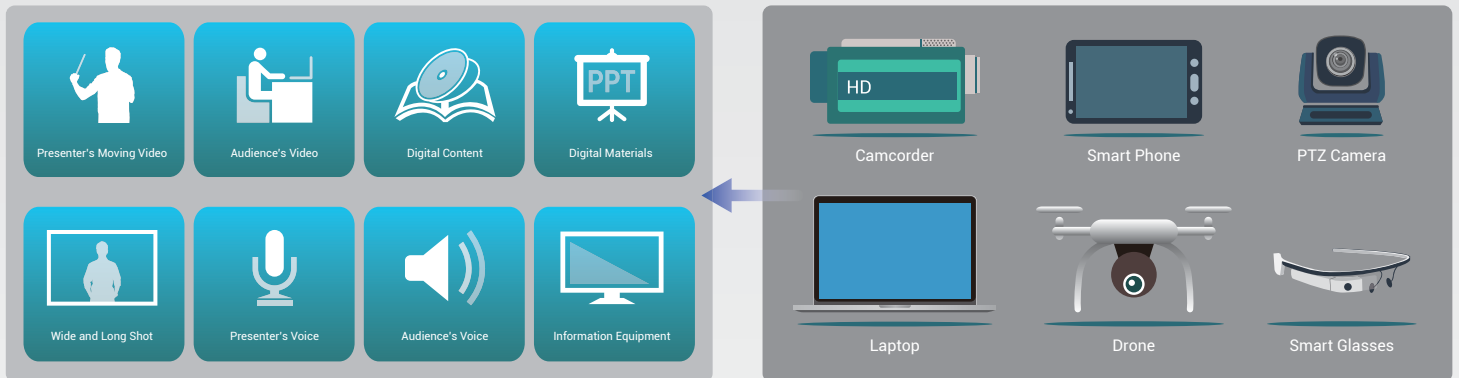 PPT
Presenter's Moving Video
Audience's Video
Digital Content
Digital Materials
Wide and Long Shot
Presenter's Voice
Audience's Voice
Information Equipment
HD
Camcorder
Smart Phone
PTZ Camera
Laptop
Drone
Smart Glasses